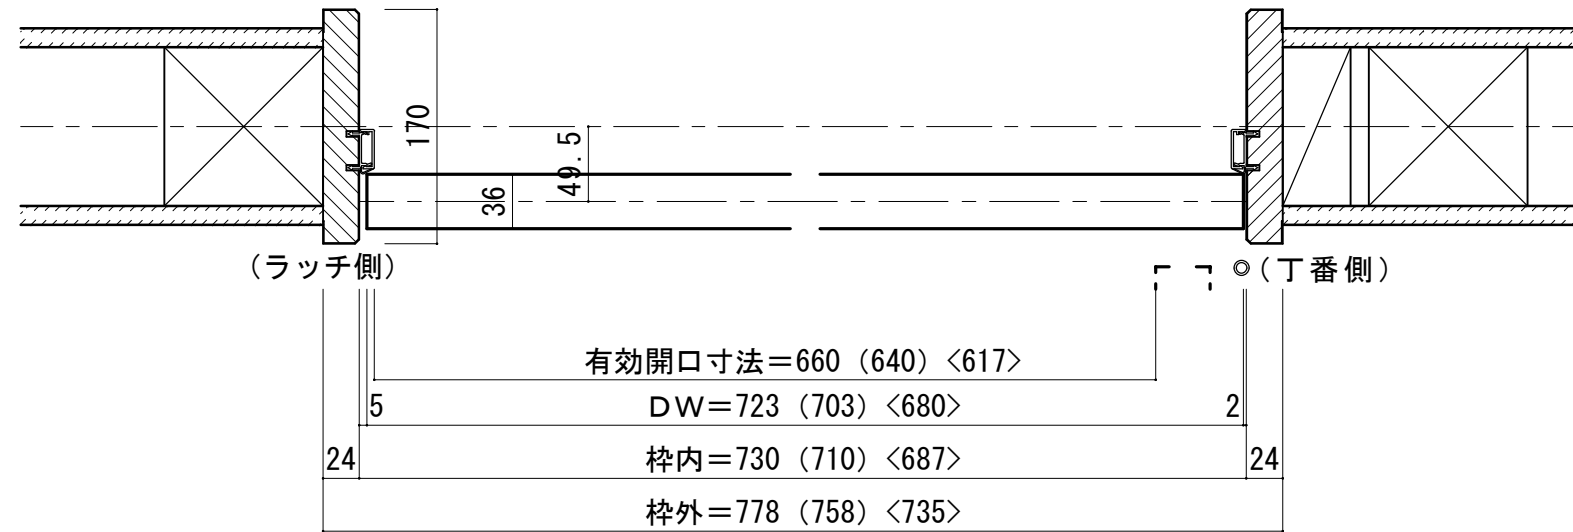 170
49.5
36
(ラッチ側)
(丁番側)
有効開口寸法=660 (640) <617>
5 DW=723 (703) <680> 2
24 枠内=730 (710) <687> 24
枠外=778 (758) <735>